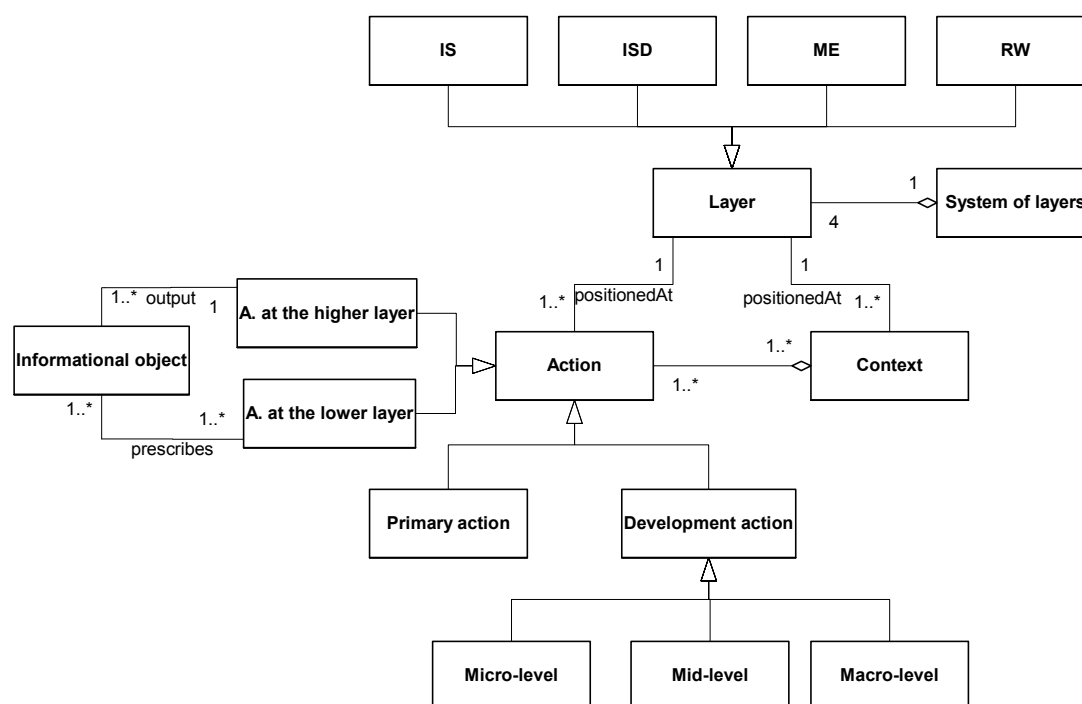 IS
ISD
ME
RW
Layer
1
4
System of layers
1
1
positionedAt
positionedAt
1..*
1..*
1..*
output
1
A. at the higher layer
Informational object
Action
1..*
1..*
Context
1..*
1..*
A. at the lower layer
prescribes
Primary action
Development action
Micro-level
Mid-level
Macro-level